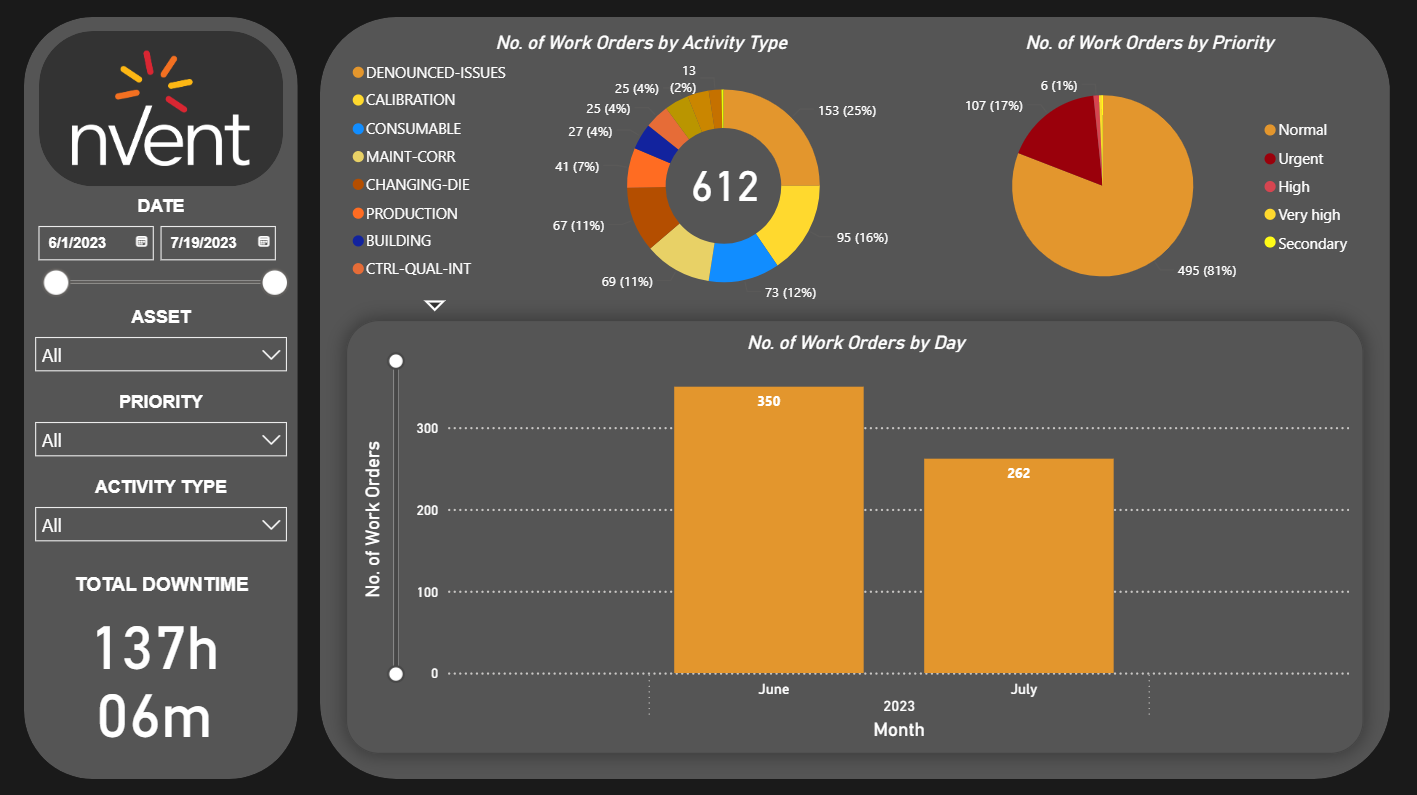 nvent
DATE
6/1/2023
7/19/2023
ASSET
All
PRIORITY
All
ACTIVITY TYPE
All
TOTAL DOWNTIME
137h
06m
No. of Work Orders by Activity Type
DENOUNCED-ISSUES
CALIBRATION
CONSUMABLE
MAINT-CORR
CHANGING-DIE
PRODUCTION
BUILDING
CTRL-QUAL-INT
13
(2%)
25 (4%)
25 (4%)
27 (4%)
41 (7%)
67 (11%)
69 (11%)
73 (12%)
95 (16%)
153 (25%)
612
No. of Work Orders by Priority
6 (1%)
107 (17%)
495 (81%)
Normal
Urgent
High
Very high
Secondary
No. of Work Orders by Day
No. of Work Orders
300
200
100
0
350
262
June
July
2023
Month